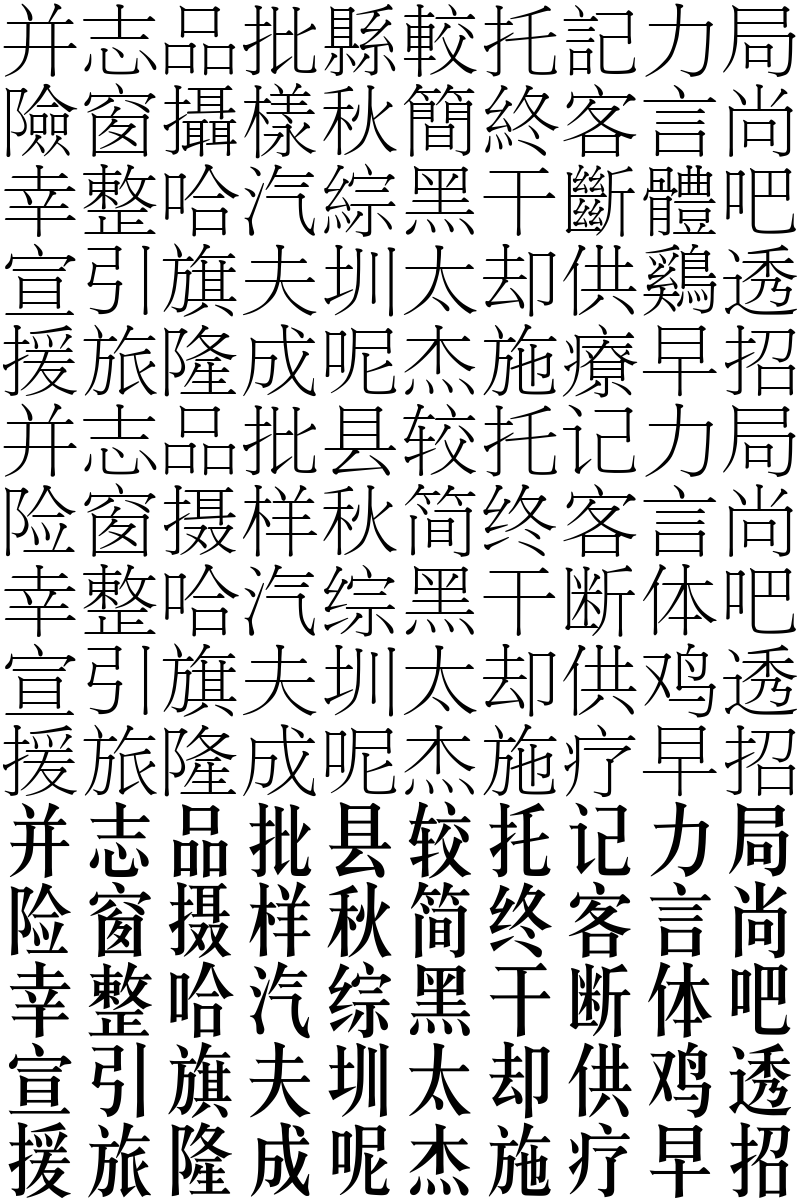 并志品批縣較托記力局
險窗攝樣秋簡終客言尚
幸整哈汽綜黑干斷體吧
宣引旗夫圳太却供鷄透
援旅隆成呢杰施療早招
并志品批县较托记力局
险窗摄样秋简终客言尚
幸整哈汽综黑干断体吧
宣引旗夫圳太却供鸡透
援旅隆成呢杰施疗早招
并志品批县较托记力局
险窗摄样秋简终客言尚
幸整哈汽综黑干断体吧
宣引旗夫圳太却供鸡透
援旅隆成呢杰施疗早招